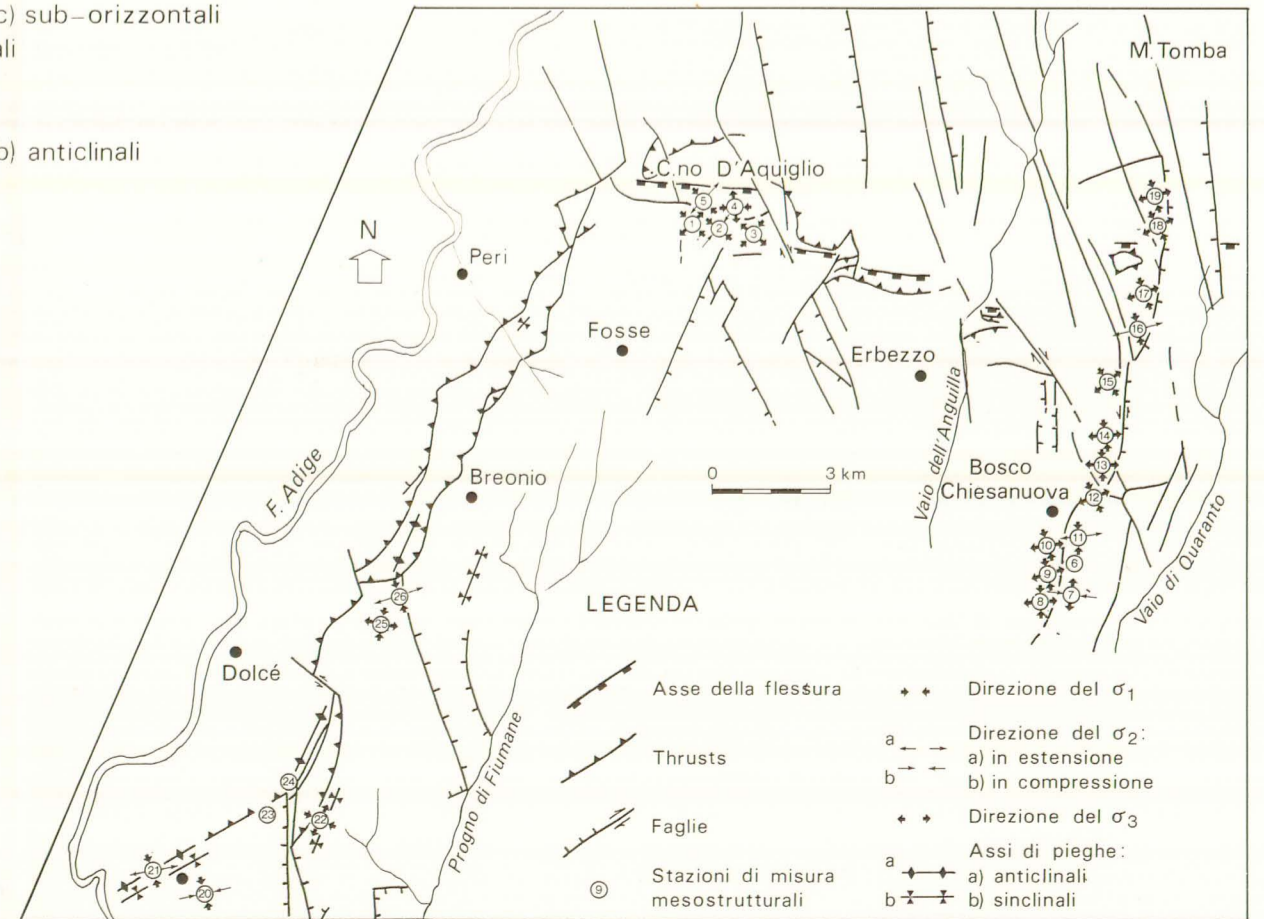 c) sub-orizzontali
ali
b) anticlinali
M. Tomba
C.no D'Aquiglio
N
Peri
Fosse
Erbezzo
F. Adige
Breonio
0 3 km
Vaio dell'Anguilla
Bosco
Chiesanuova
Vaio di Quaranto
Dolcé
Progno di Fiumane
19
18
5
4
1
2
3
17
16
15
14
13
12
10
11
9
6
8
7
26
25
24
23
22
21
20
LEGENDA
Asse della flessura
Thrusts
Faglie
9 Stazioni di misura
mesostrutturali
Direzione del σ1
a Direzione del σ2:
a) in estensione
b b) in compressione
Direzione del σ3
Assi di pieghe:
a a) anticlinali
b b) sinclinali